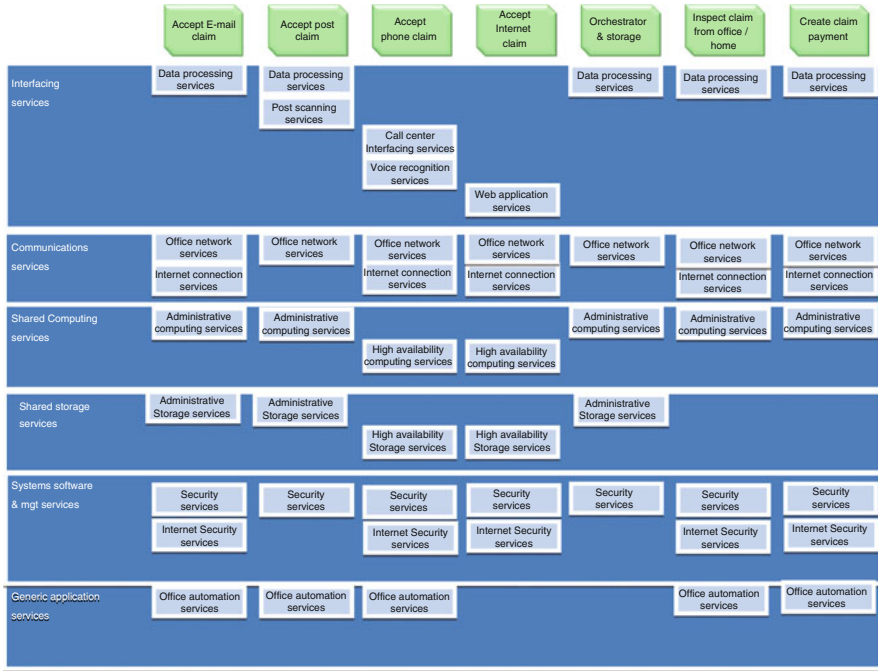 Accept E-mail
claim
Accept post
claim
Accept
phone claim
Accept
Internet
claim
Orchestrator
& storage
Inspect claim
from office /
home
Create claim
payment
Interfacing
services
Data processing
services
Data processing
services
Data processing
services
Data processing
services
Data processing
services
Post scanning
services
Call center
Interfacing services
Voice recognition
services
Web application
services
Communications
services
Office network
services
Office network
services
Office network
services
Office network
services
Office network
services
Office network
services
Office network
services
Internet connection
services
Internet connection
services
Internet connection
services
Internet connection
services
Internet connection
services
Shared Computing
services
Administrative
computing services
Administrative
computing services
Administrative
computing services
Administrative
computing services
Administrative
computing services
High availability
computing services
High availability
computing services
Shared storage
services
Administrative
Storage services
Administrative
Storage services
Administrative
Storage services
High availability
Storage services
High availability
Storage services
Systems software
& mgt services
Security
services
Security
services
Security
services
Security
services
Security
services
Security
services
Security
services
Internet Security
services
Internet Security
services
Internet Security
services
Internet Security
services
Internet Security
services
Generic application
services
Office automation
services
Office automation
services
Office automation
services
Office automation
services
Office automation
services